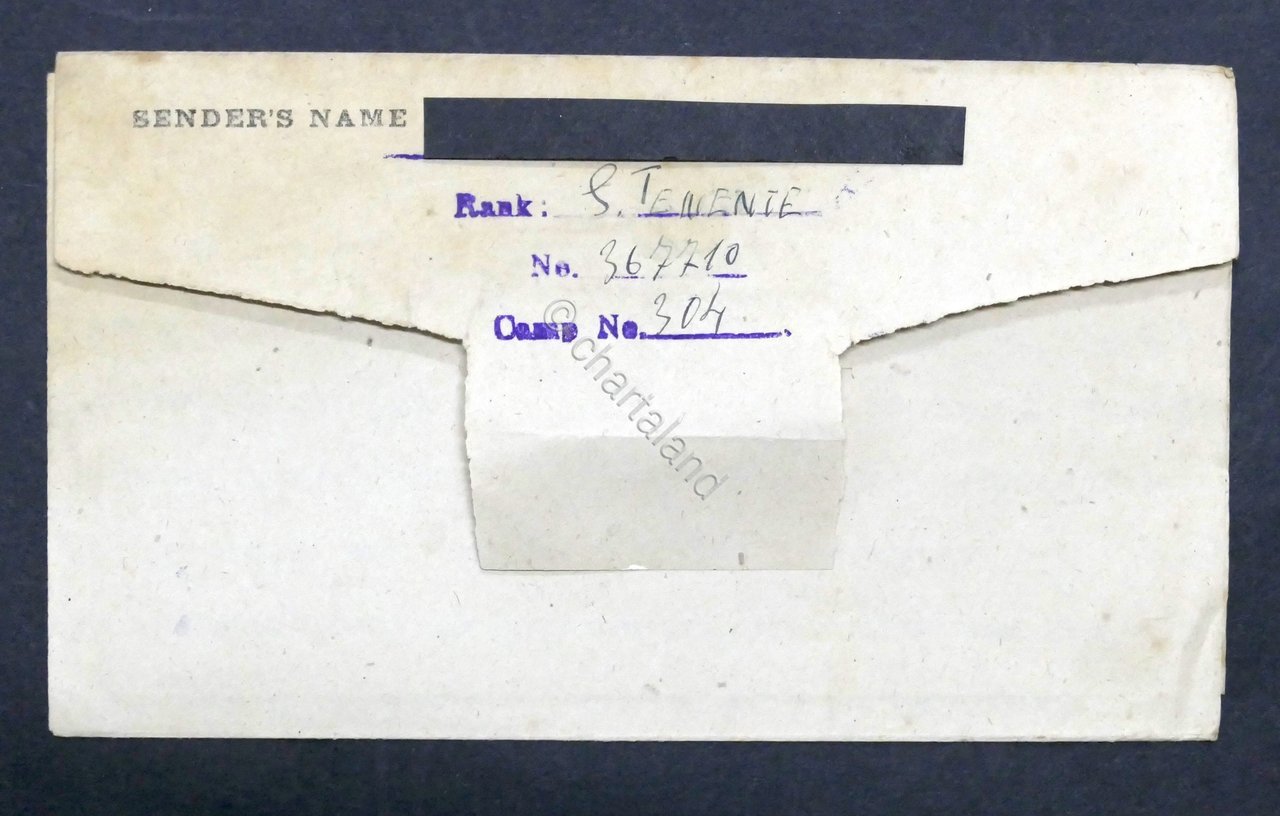 SENDER'S NAME
Rank: S. TENENTE
No. 367710
Camp No. 304
© chartaland